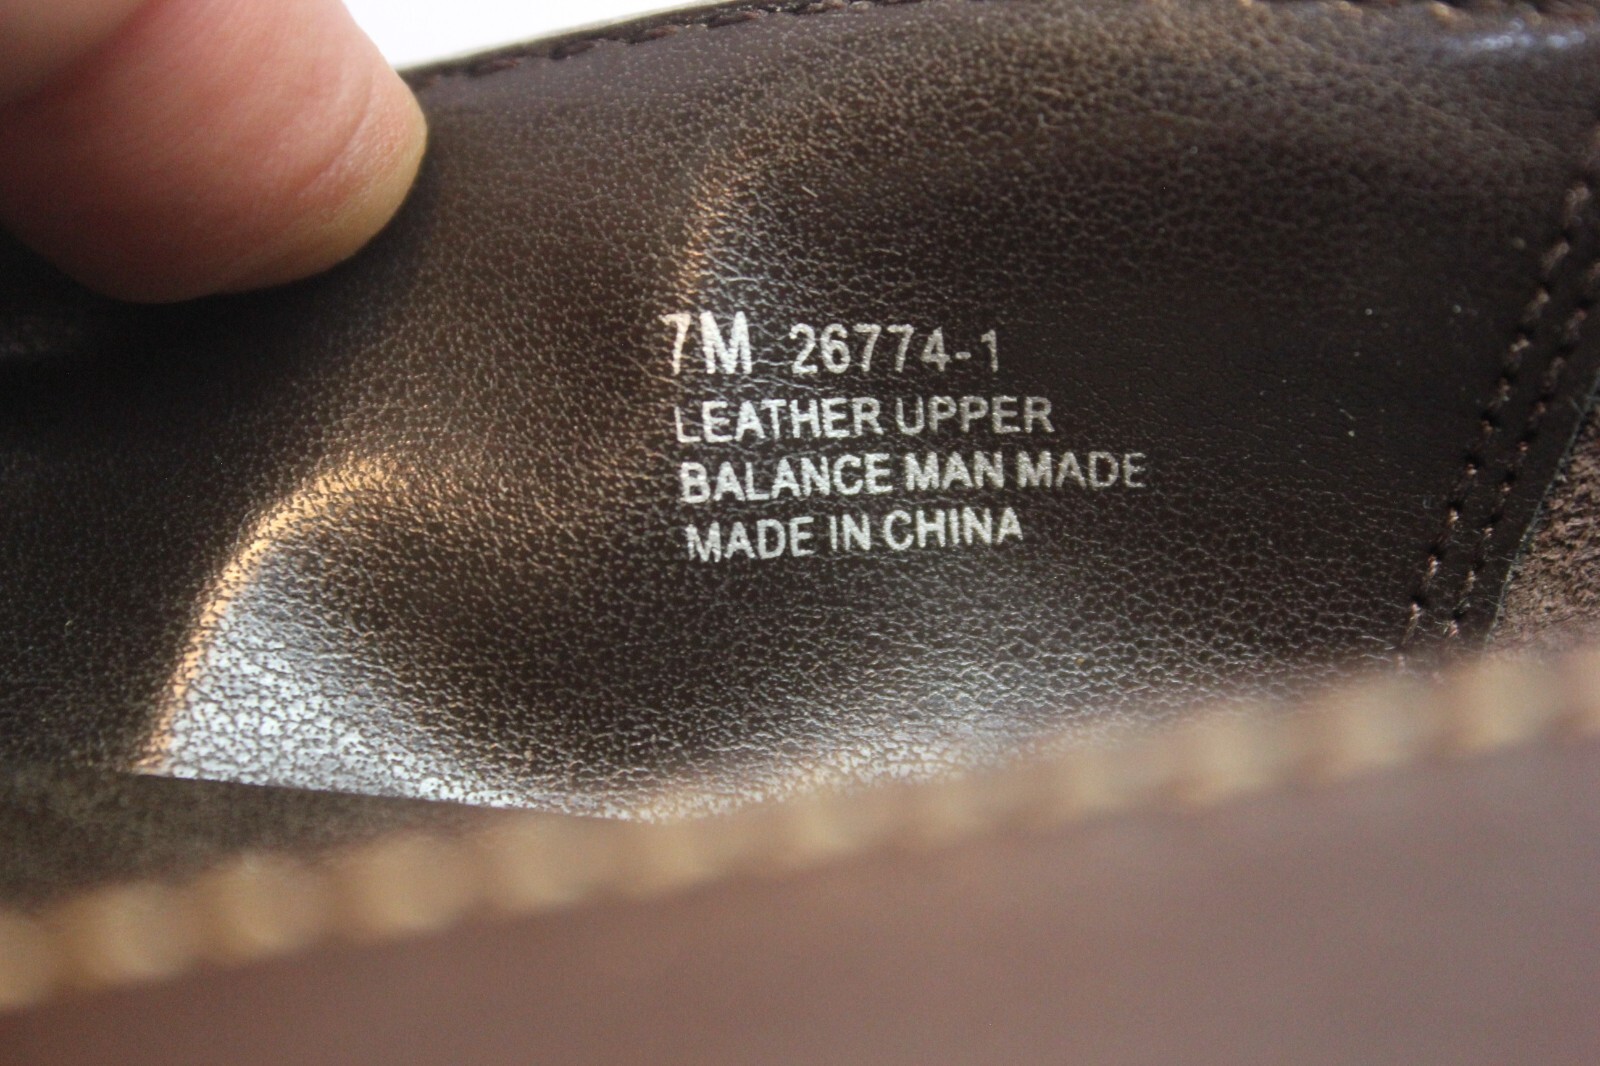 7M 26774-1
LEATHER UPPER
BALANCE MAN MADE
MADE IN CHINA